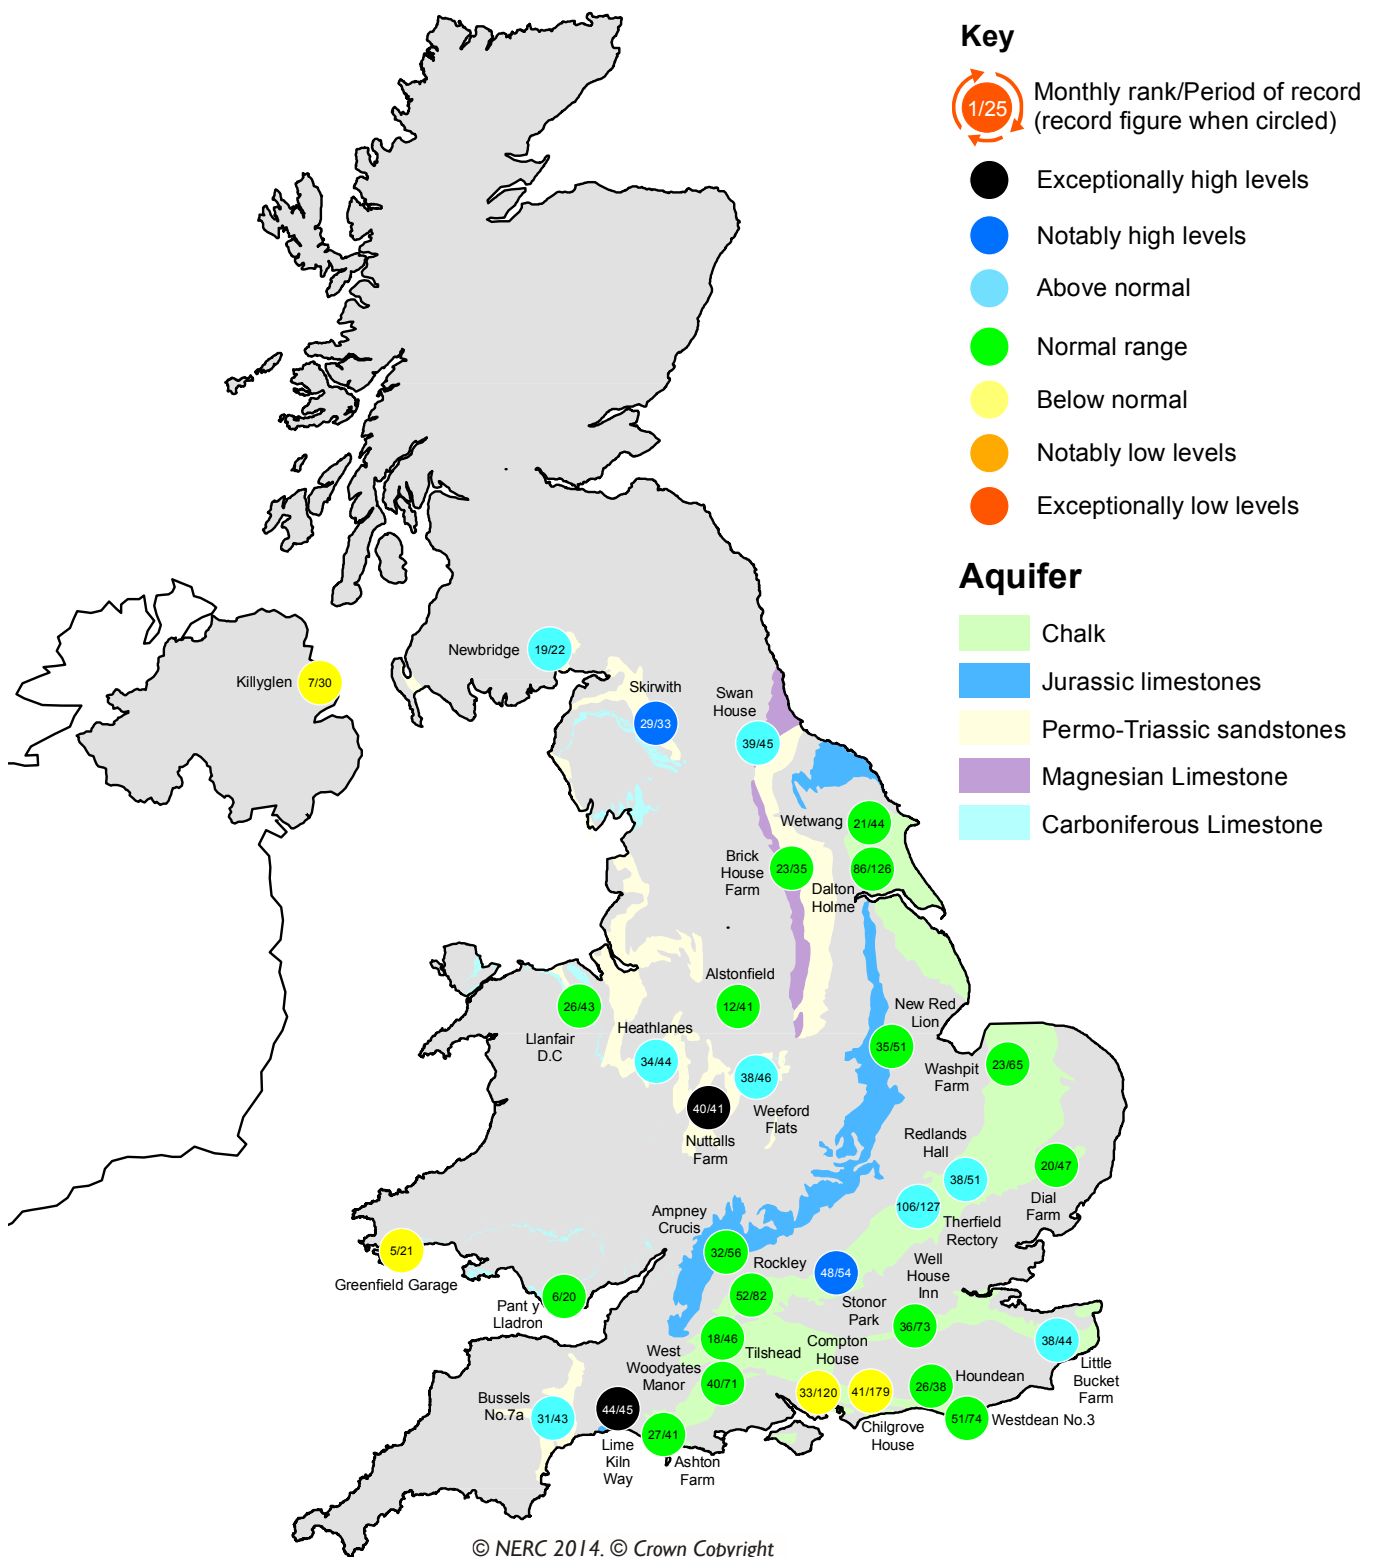 Key
1/25
Monthly rank/Period of record
(record figure when circled)
Exceptionally high levels
Notably high levels
Above normal
Normal range
Below normal
Notably low levels
Exceptionally low levels
Aquifer
Chalk
Jurassic limestones
Permo-Triassic sandstones
Magnesian Limestone
Carboniferous Limestone
Newbridge
19/22
Killyglen
7/30
Skirwith
29/33
Swan
House
39/45
Wetwang
21/44
Brick
House
Farm
23/35
86/126
Dalton
Holme
Alstonfield
12/41
26/43
Llanfair
D.C
Heathlanes
34/44
New Red
Lion
35/51
Washpit
Farm
23/65
38/46
Weeford
Flats
40/41
Nuttalls
Farm
Redlands
Hall
38/51
20/47
Dial
Farm
106/127
Therfield
Rectory
Ampney
Crucis
32/56
5/21
Greenfield Garage
Rockley
52/82
48/54
Stonor
Park
Well
House
Inn
36/73
6/20
Pant y
Lladron
18/46
Tilshead
Compton
House
33/120
38/44
Little
Bucket
Farm
West
Woodyates
Manor
40/71
41/179
Chilgrove
House
26/38
Houndean
51/74
Westdean No.3
Bussels
No.7a
31/43
44/45
Lime
Kiln
Way
27/41
Ashton
Farm
© NERC 2014. © Crown Copyright